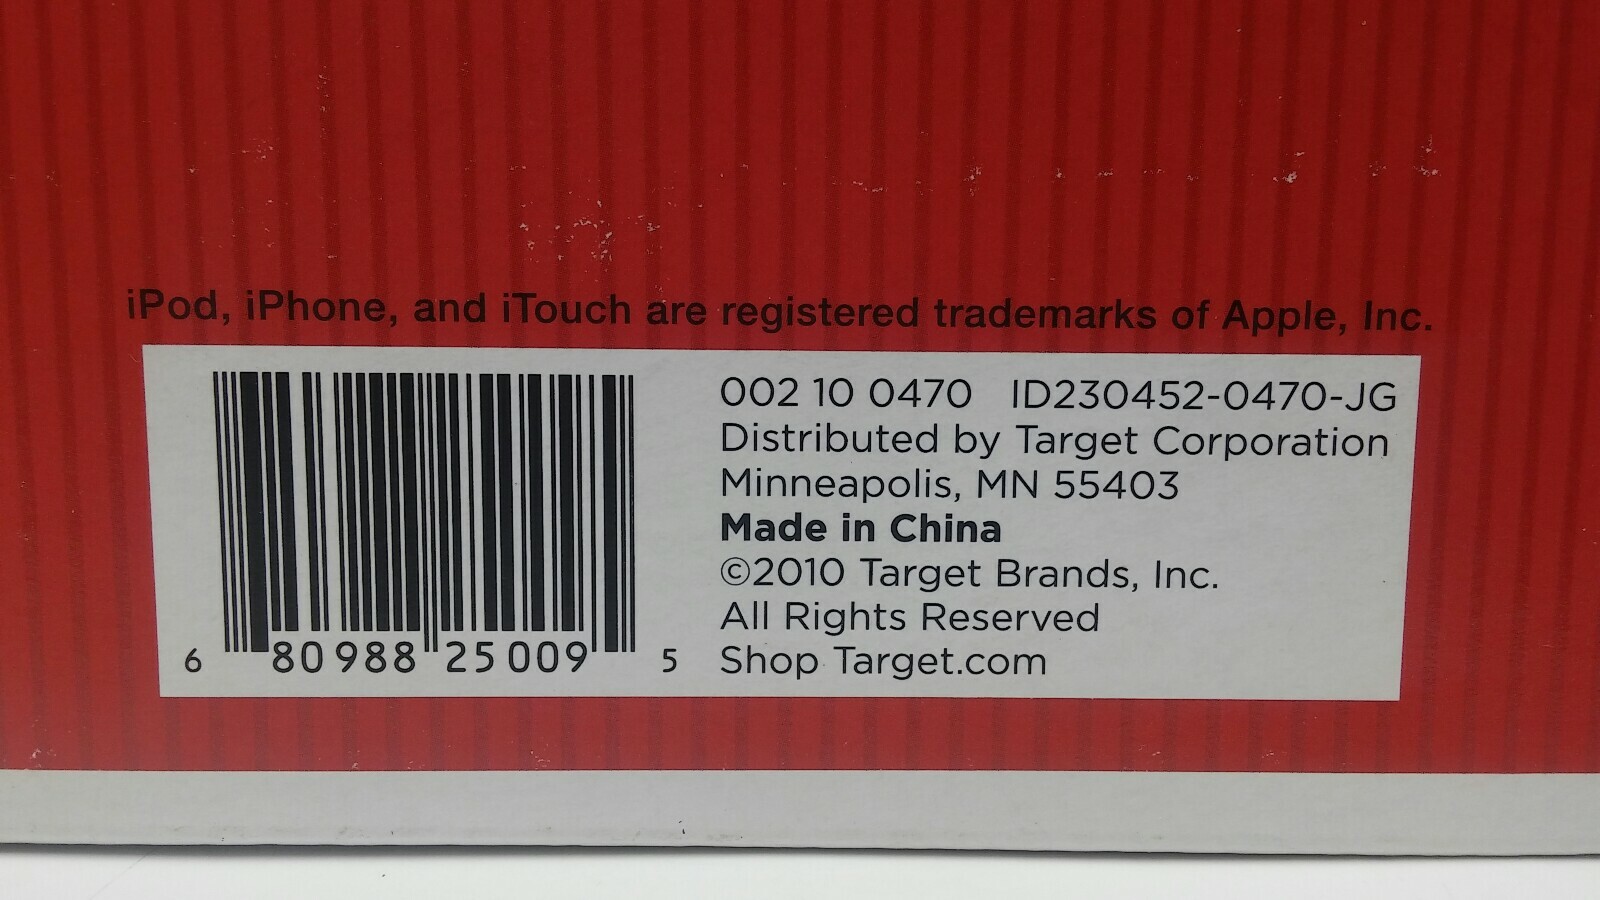 iPod, iPhone, and iTouch are registered trademarks of Apple, Inc.
002 10 0470 ID230452-0470-JG
Distributed by Target Corporation
Minneapolis, MN 55403
Made in China
©2010 Target Brands, Inc.
All Rights Reserved
Shop Target.com
6 80988 25009 5